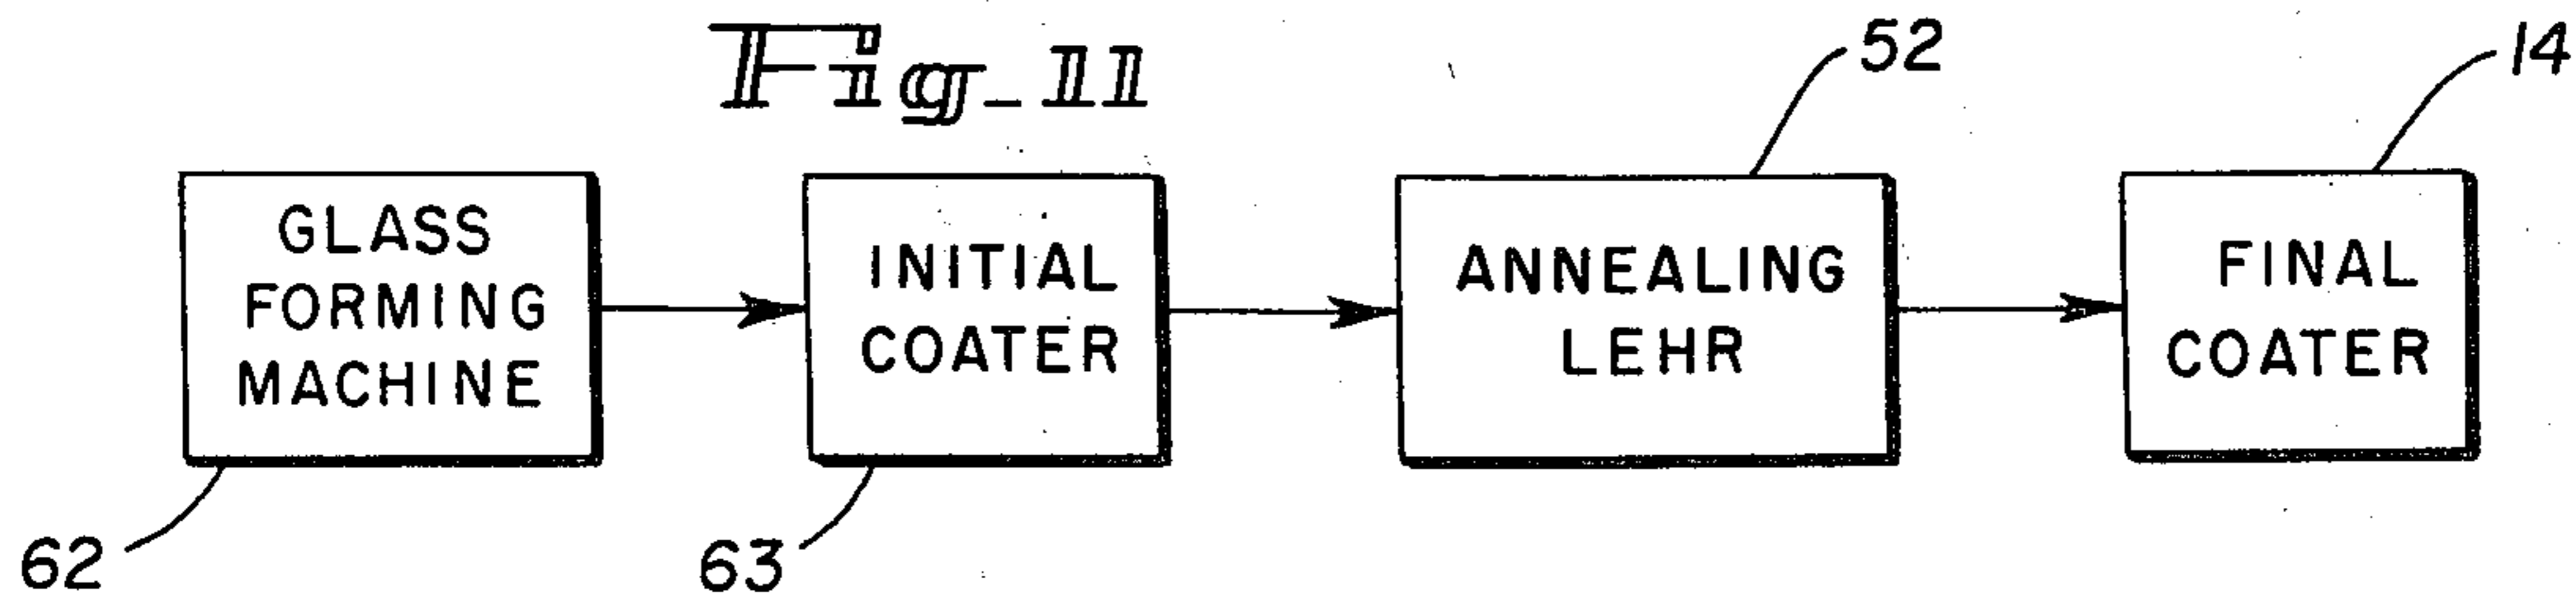 Fig_11
52
14
GLASS
FORMING
MACHINE
INITIAL
COATER
ANNEALING
LEHR
FINAL
COATER
62
63